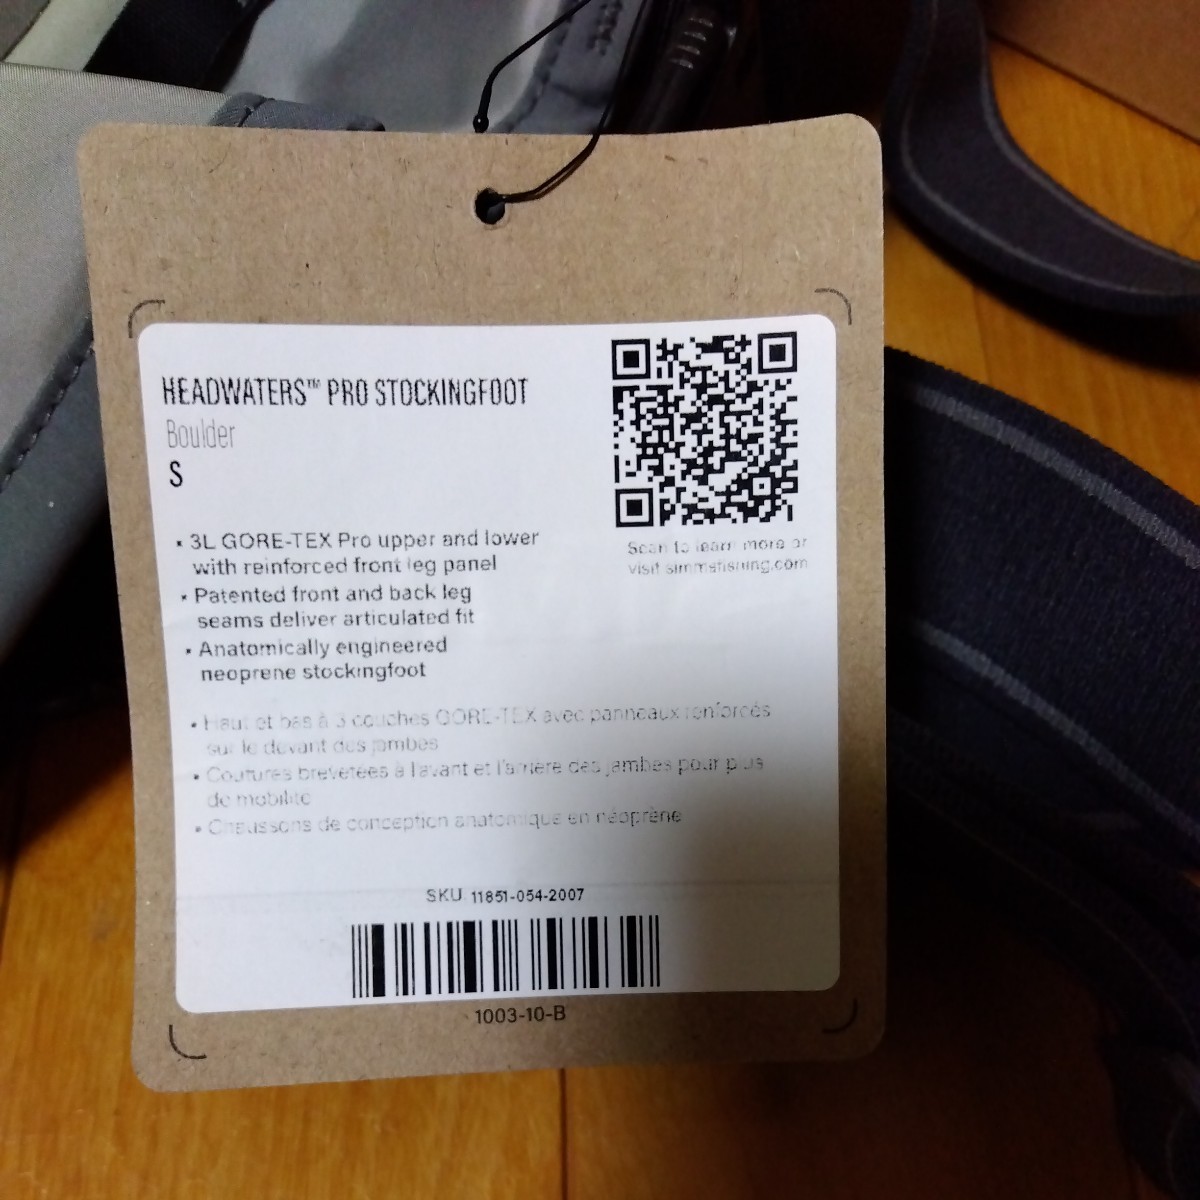 HEADWATERS™ PRO STOCKINGFOOT
Boulder
S
Scan to learn more or
visit simmsfishing.com
• 3L GORE-TEX Pro upper and lower
with reinforced front leg panel
• Patented front and back leg
seams deliver articulated fit
• Anatomically engineered
neoprene stockingfoot
• Haut et bas à 3 couches GORE-TEX avec panneaux renforcés
sur le devant des jambes
• Coutures brevetées à l'avant et l'arrière des jambes pour plus
de mobilité
• Chaussons de conception anatomique en néoprène
SKU: 11851-054-2007
1003-10-B